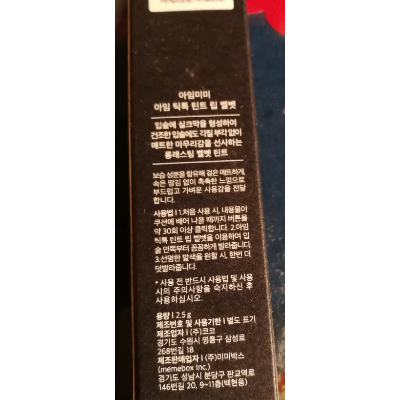 아임미미
아임 틱톡 틴트 립 벨벳
입술에 실크막을 형성하여
건조한 입술에도 각질 부각 없이
매트한 마무리감을 선사하는
롱래스팅 벨벳 틴트
보습 성분을 함유해 겉은 매트하게,
속은 땅김 없이 촉촉한 느낌으로
부드럽고 가벼운 사용감을 전달
합니다.
사용법 I 1.처음 사용 시, 내용물이
쿠션에 배어 나올 때까지 버튼을
약 30회 이상 클릭합니다. 2.아임
틱톡 틴트 립 벨벳을 이용하여 입
술 안쪽부터 꼼꼼하게 발라줍니다.
3.선명한 발색을 원할 시, 한번 더
덧발라줍니다.
* 사용 전 반드시 사용법 및 사용
시의 주의사항을 숙지하신 후
사용하십시오.
용량 I 2.5 g
제조번호 및 사용기한 I 별도 표기
제조업자 I (주)코코
경기도 수원시 영통구 삼성로
268번길 18
제조판매업자 I (주)미미박스
(memebox Inc.)
경기도 성남시 분당구 판교역로
146번길 20, 9~11층(백현동)